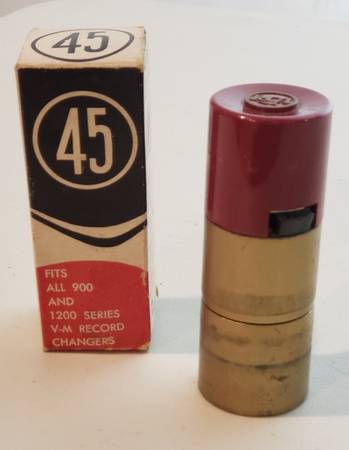 45
45
FITS
ALL 900
AND
1200 SERIES
V-M RECORD
CHANGERS